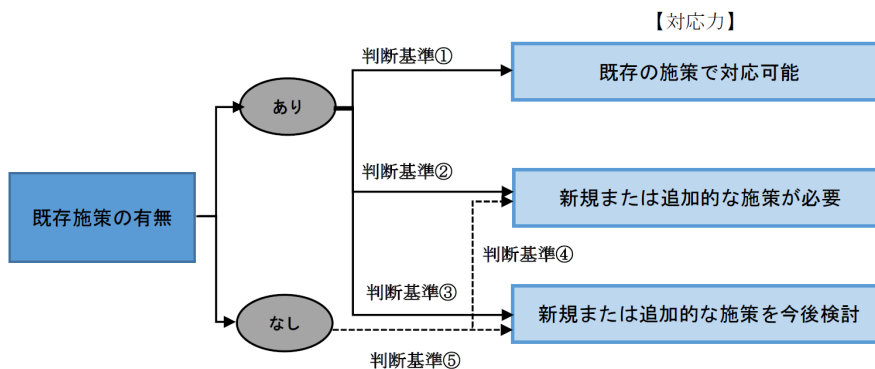 【対応力】
判断基準①
既存の施策で対応可能
あり
判断基準②
新規または追加的な施策が必要
既存施策の有無
判断基準④
判断基準③
新規または追加的な施策を今後検討
なし
判断基準⑤